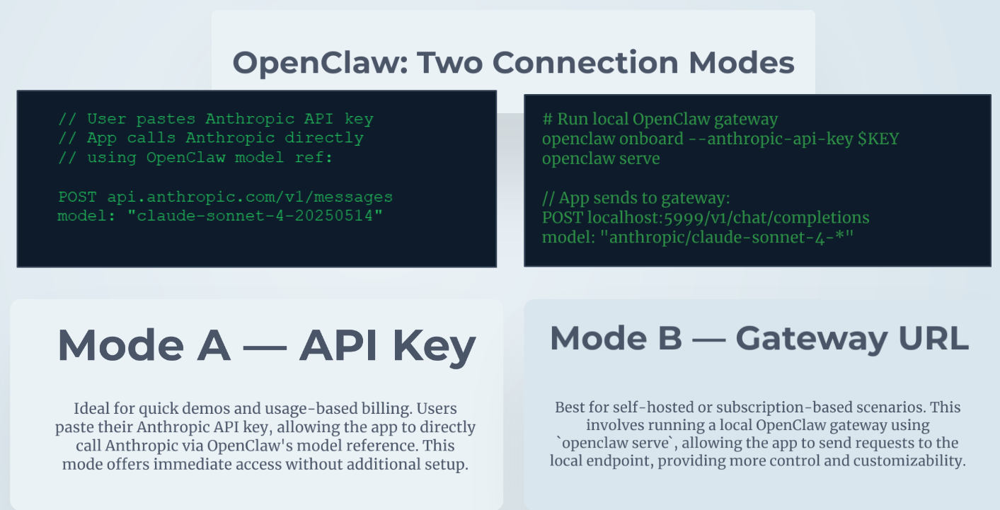 OpenClaw: Two Connection Modes
// User pastes Anthropic API key
// App calls Anthropic directly
// using OpenClaw model ref:
POST api.anthropic.com/v1/messages
model: "claude-sonnet-4-20250514"
# Run local OpenClaw gateway
openclaw onboard --anthropic-api-key $KEY
openclaw serve
// App sends to gateway:
POST localhost:5999/v1/chat/completions
model: "anthropic/claude-sonnet-4-*"
Mode A — API Key
Ideal for quick demos and usage-based billing. Users
paste their Anthropic API key, allowing the app to directly
call Anthropic via OpenClaw's model reference. This
mode offers immediate access without additional setup.
Mode B — Gateway URL
Best for self-hosted or subscription-based scenarios. This
involves running a local OpenClaw gateway using
`openclaw serve`, allowing the app to send requests to the
local endpoint, providing more control and customizability.